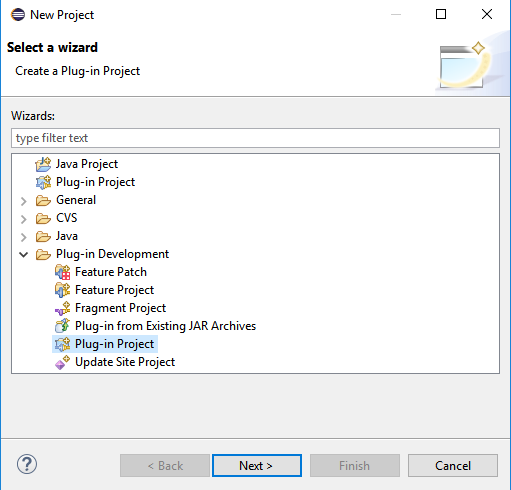 New Project
Select a wizard
Create a Plug-in Project
Wizards:
type filter text
Java Project
Plug-in Project
General
CVS
Java
Plug-in Development
Feature Patch
Feature Project
Fragment Project
Plug-in from Existing JAR Archives
Plug-in Project
Update Site Project
?
< Back
Next >
Finish
Cancel